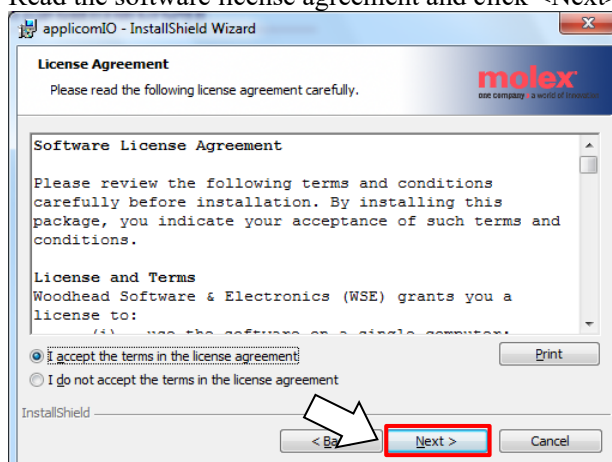 Read the software license agreement and click <Next>
applicomIO - InstallShield Wizard
License Agreement
Please read the following license agreement carefully.
molex
one company a world of
Software License Agreement
Please review the following terms and conditions
carefully before installation. By installing this
package, you indicate your acceptance of such terms and
conditions.
License and Terms
Woodhead Software & Electronics (WSE) grants you a
license to:
(i) use the software on a single computer;
I accept the terms in the license agreement
Print
I do not accept the terms in the license agreement
InstallShield
< Next >
Cancel